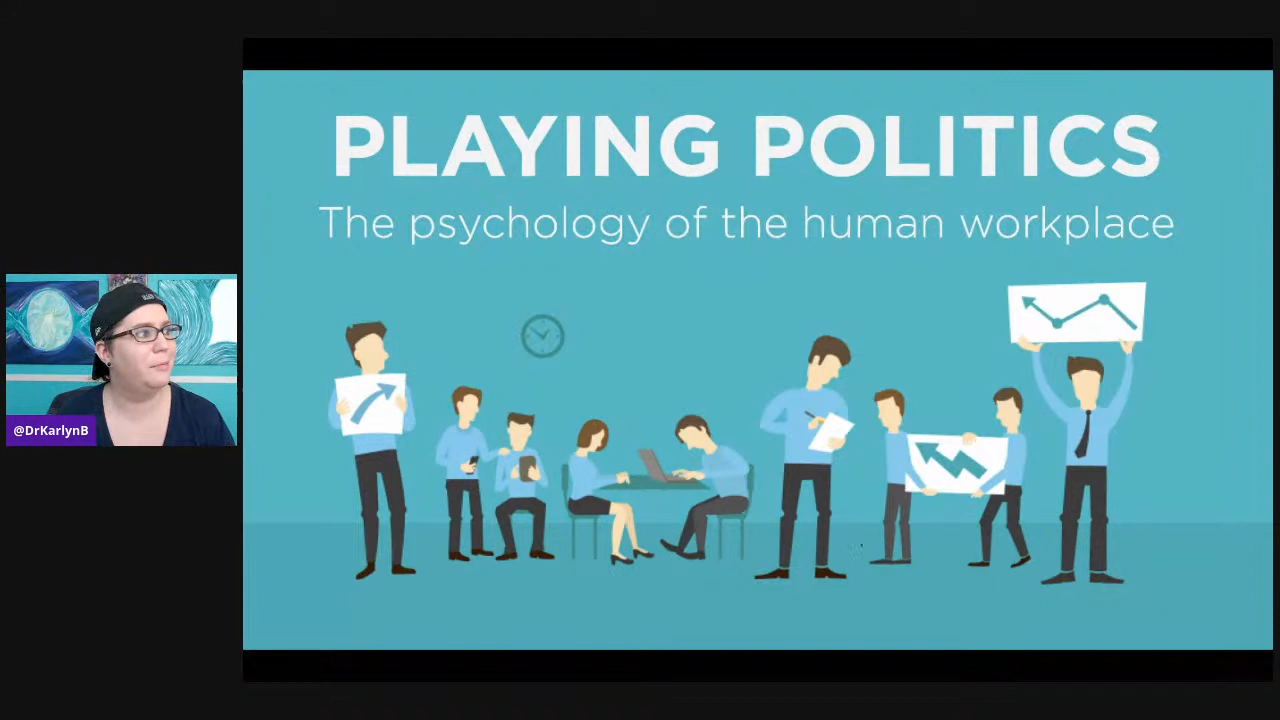 PLAYING POLITICS
The psychology of the human workplace
@DrKarlynB